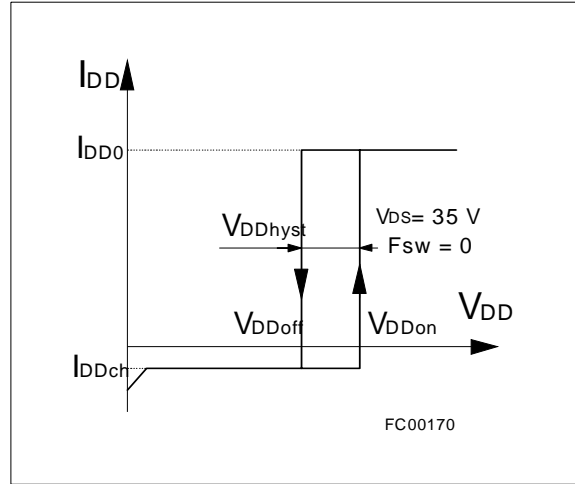 IDD
IDD0
VDDhyst
VDS= 35 V
Fsw = 0
VDDoff
VDDon
VDD
IDDch
FC00170